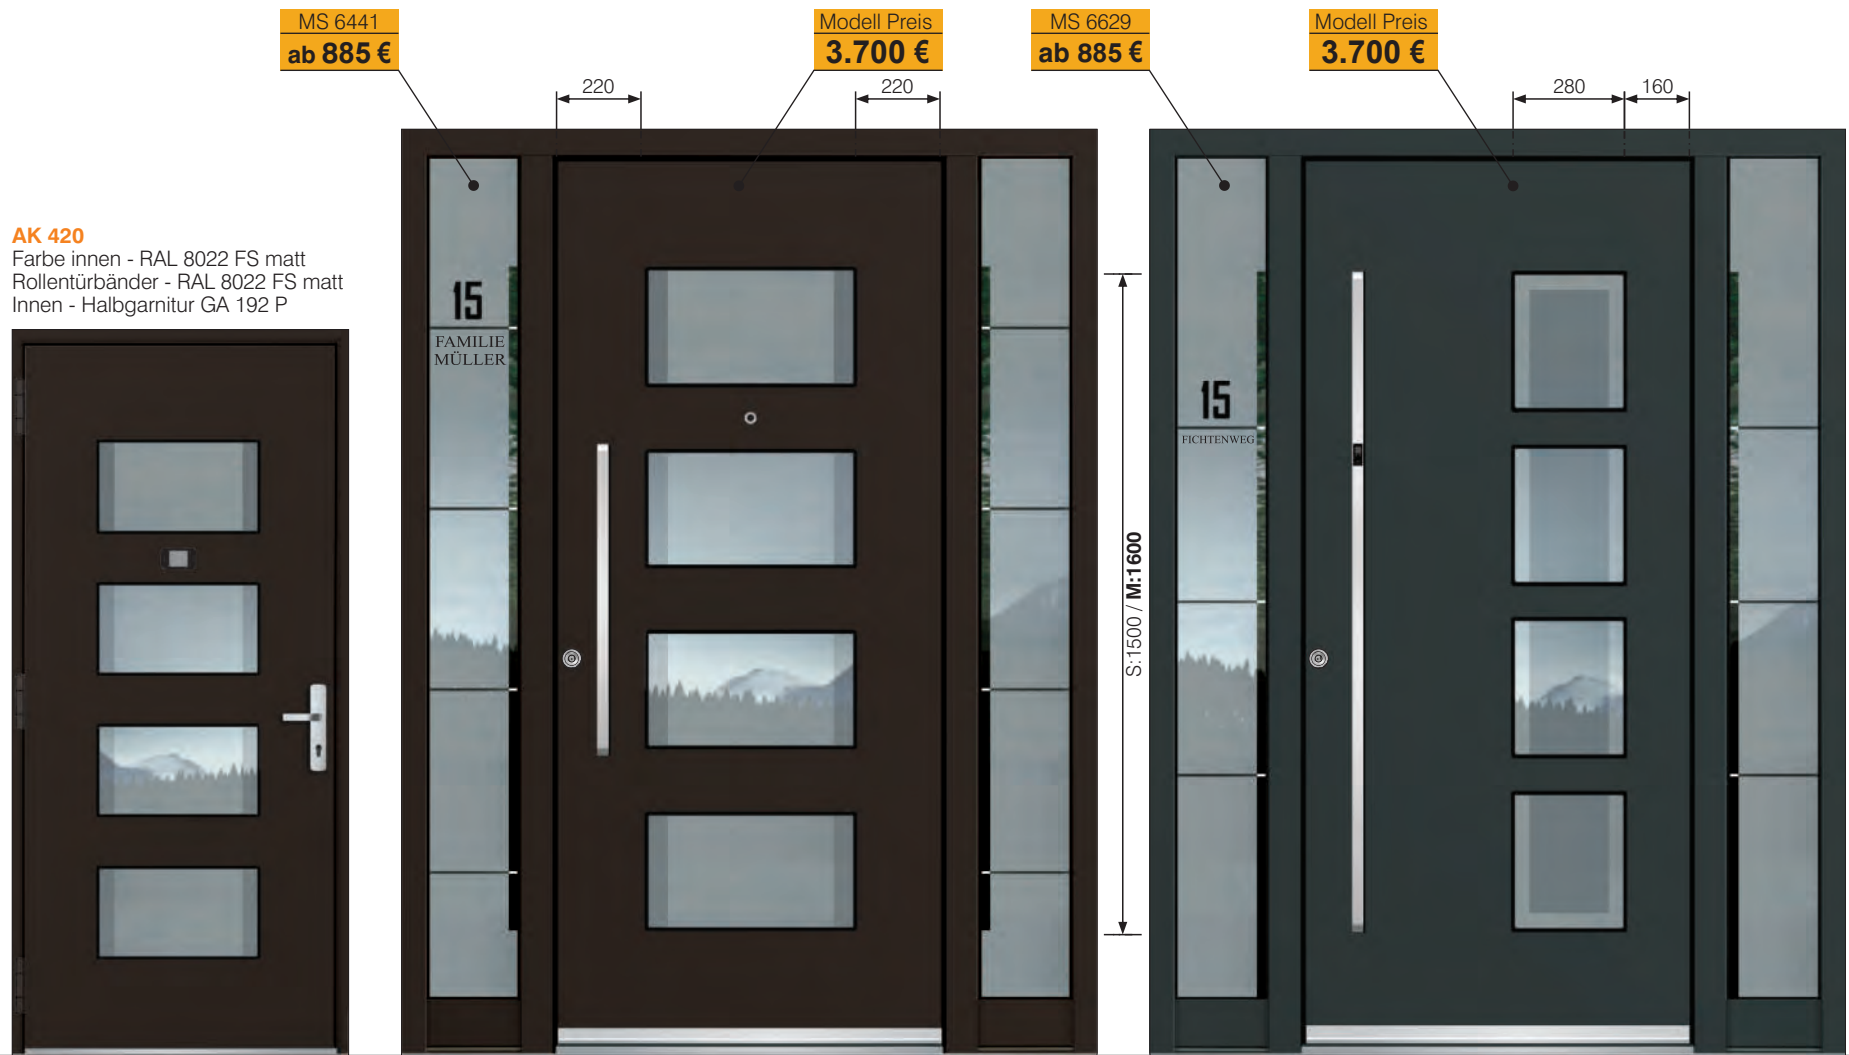 MS 6441
ab 885 €
Modell Preis
3.700 €
MS 6629
ab 885 €
Modell Preis
3.700 €
220
220
280
160
AK 420
Farbe innen - RAL 8022 FS matt
Rollentürbänder - RAL 8022 FS matt
Innen - Halbgarnitur GA 192 P
15
FAMILIE
MÜLLER
S:1500 / M:1600
15
FICHTENWEG